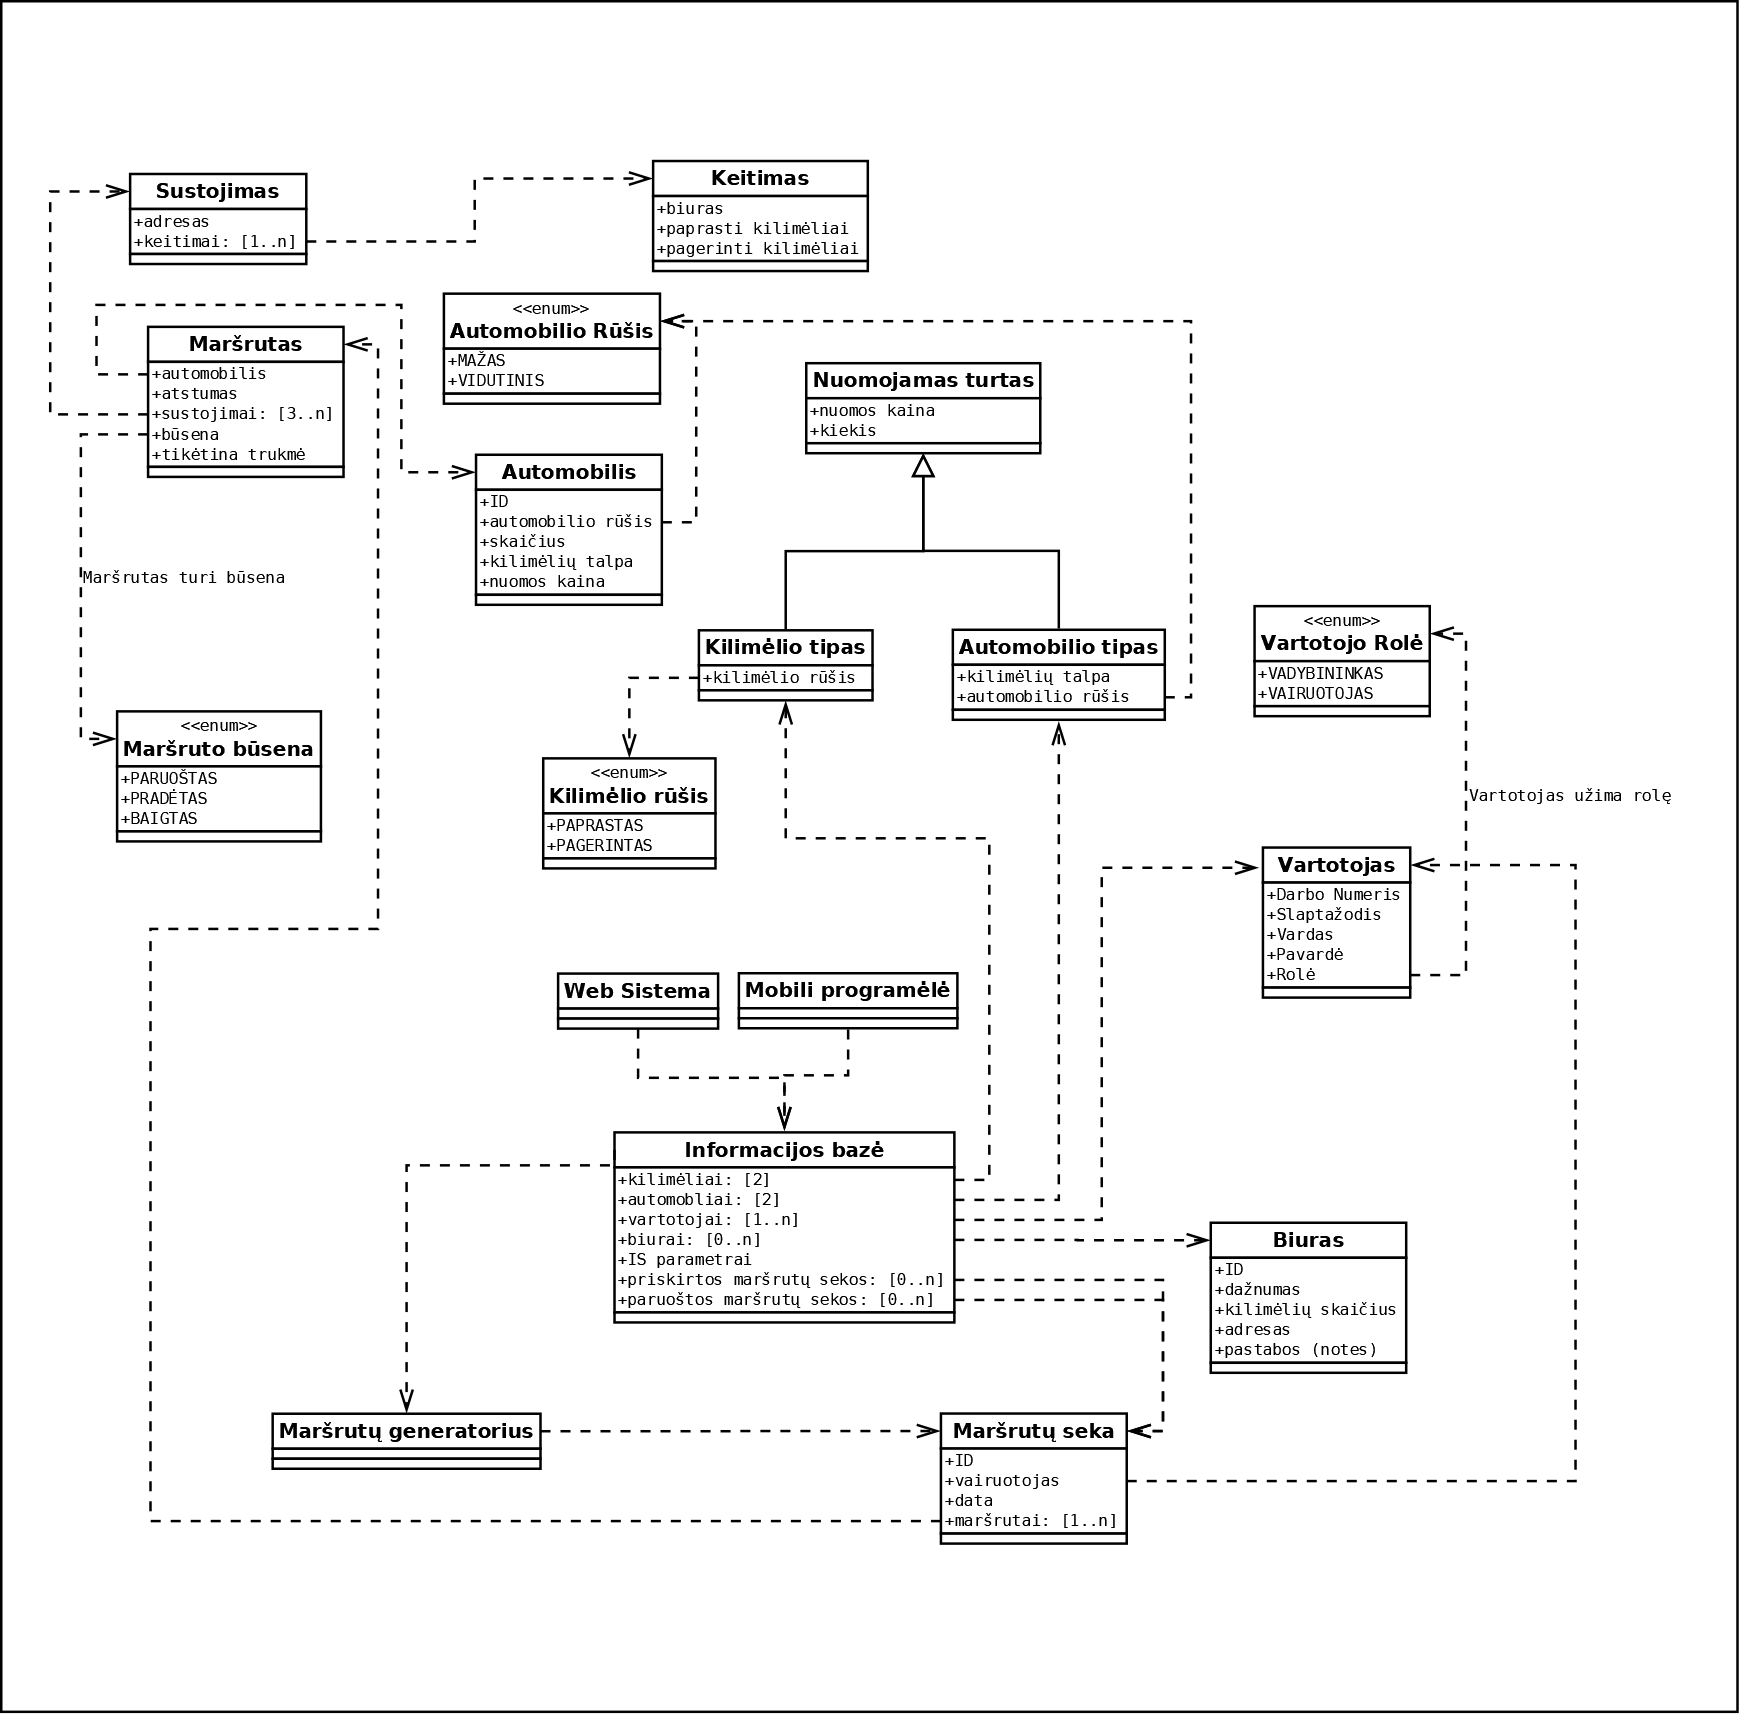 Sustojimas
+adresas
+keitimai: [1..n]
Keitimas
+biuras
+paprasti kilimėliai
+pagerinti kilimėliai
<<enum>>
Automobilio Rūšis
+MAŽAS
+VIDUTINIS
Maršrutas
+automobilis
+atstumas
+sustojimai: [3..n]
+būsena
+tikėtina trukmė
Nuomojamas turtas
+nuomos kaina
+kiekis
Automobilis
+ID
+automobilio rūšis
+skaičius
+kilimėlių talpa
+nuomos kaina
Maršrutas turi būsena
Kilimėlio tipas
+kilimėlio rūšis
Automobilio tipas
+kilimėlių talpa
+automobilio rūšis
<<enum>>
Vartotojo Rolė
+VADYBININKAS
+VAIRUOTOJAS
<<enum>>
Maršruto būsena
+PARUOŠTAS
+PRADĖTAS
+BAIGTAS
<<enum>>
Kilimėlio rūšis
+PAPRASTAS
+PAGERINTAS
Vartotojas užima rolę
Vartotojas
+Darbo Numeris
+Slaptažodis
+Vardas
+Pavardė
+Rolė
Web Sistema
Mobili programėlė
Informacijos bazė
+kilimėliai: [2]
+automobliai: [2]
+vartotojai: [1..n]
+biurai: [0..n]
+IS parametrai
+priskirtos maršrutų sekos: [0..n]
+paruoštos maršrutų sekos: [0..n]
Biuras
+ID
+dažnumas
+kilimėlių skaičius
+adresas
+pastabos (notes)
Maršrutų generatorius
Maršrutų seka
+ID
+vairuotojas
+data
+maršrutai: [1..n]